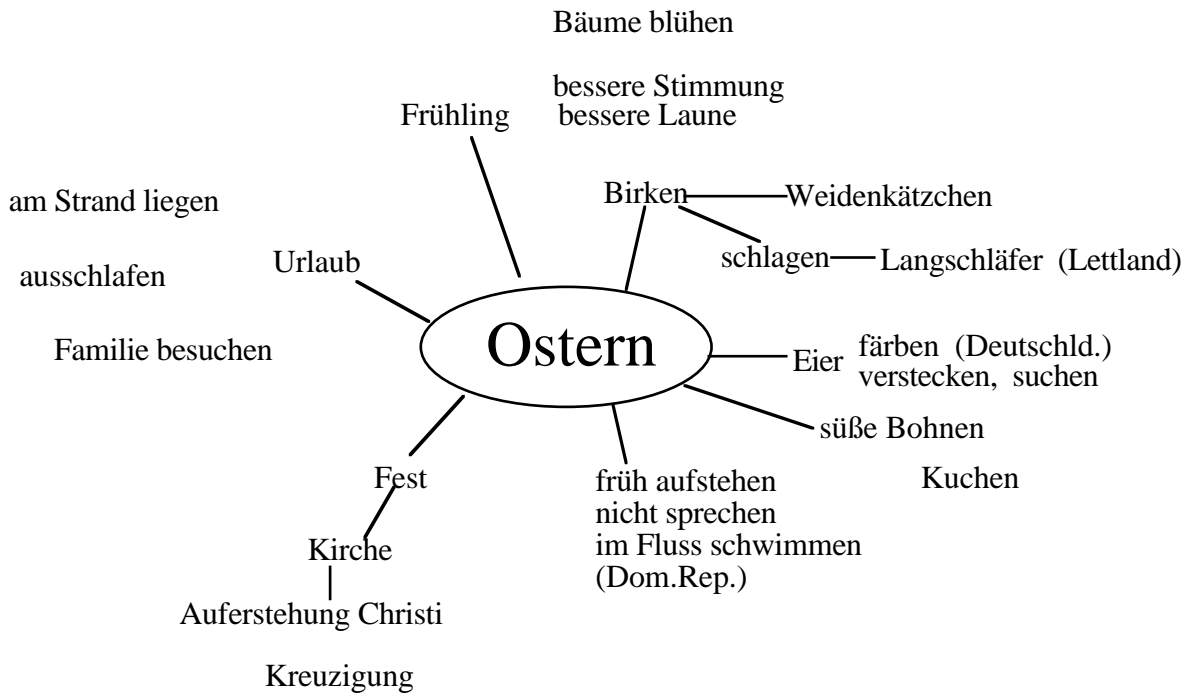 Bäume blühen
bessere Stimmung
Frühling bessere Laune
Birken Weidenkätzchen
am Strand liegen
schlagen Langschläfer (Lettland)
Urlaub
ausschlafen
Familie besuchen
Ostern
Eier färben (Deutschld.)
verstecken, suchen
süße Bohnen
Kuchen
Fest
früh aufstehen
nicht sprechen
im Fluss schwimmen
(Dom.Rep.)
Kirche
Auferstehung Christi
Kreuzigung